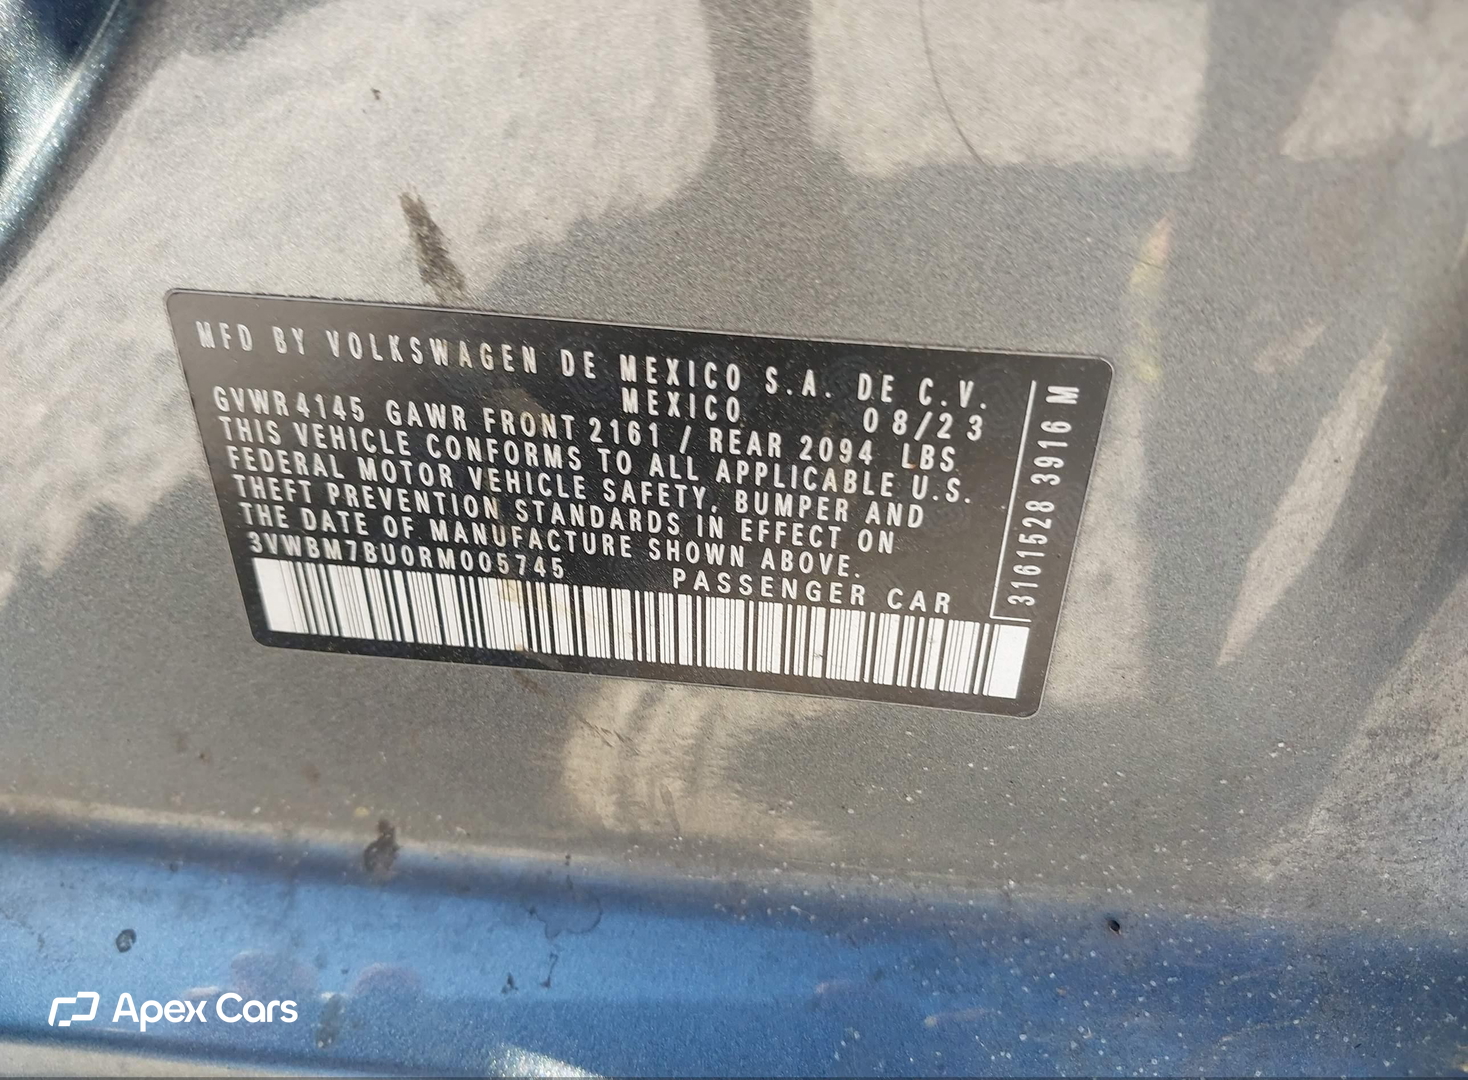 MFD BY VOLKSWAGEN DE MEXICO S.A. DE C.V.
MEXICO 08/23
GVWR4145 GAWR FRONT 2161 / REAR 2094 LBS
THIS VEHICLE CONFORMS TO ALL APPLICABLE U.S.
FEDERAL MOTOR VEHICLE SAFETY, BUMPER AND
THEFT PREVENTION STANDARDS IN EFFECT ON
THE DATE OF MANUFACTURE SHOWN ABOVE.
3VWBM7BU0RM005745 PASSENGER CAR
3161528 3916 M
Apex Cars